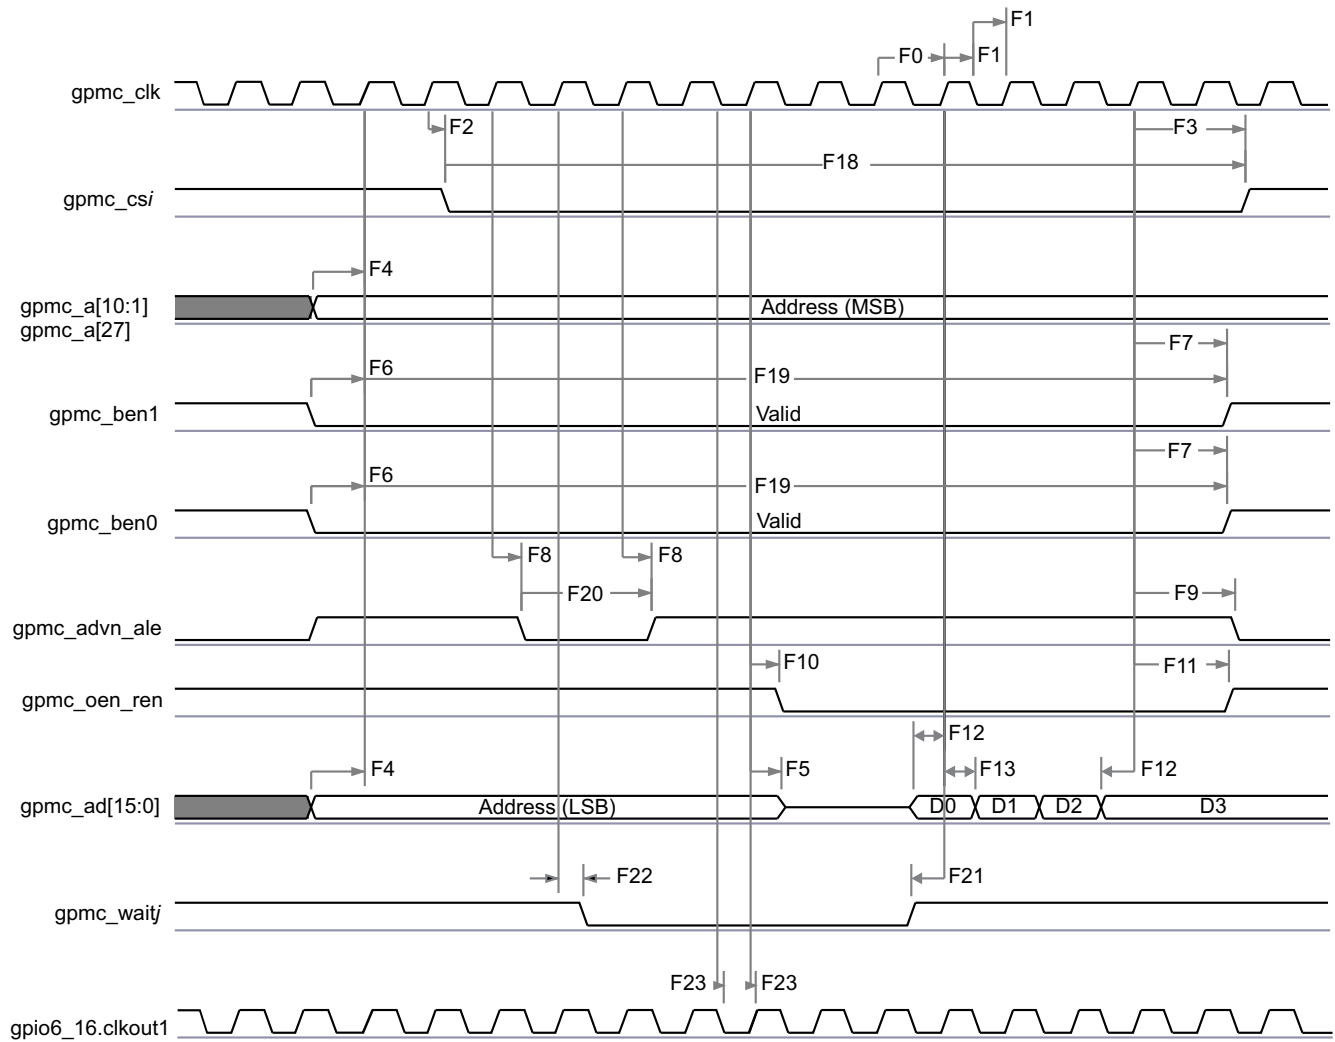 F1
F0 F1
gpmc_clk
F2 F3
F18
gpmc_csi
F4
gpmc_a[10:1] Address (MSB)
gpmc_a[27]
F7
F6 F19
gpmc_ben1 Valid
F7
F6 F19
gpmc_ben0 Valid
F8 F8
F20 F9
gpmc_advn_ale
F10 F11
gpmc_oen_ren
F12
F4 F5 F13 F12
gpmc_ad[15:0] Address (LSB) D0 D1 D2 D3
F22 F21
gpmc_waitj
F23 F23
gpio6_16.clkout1